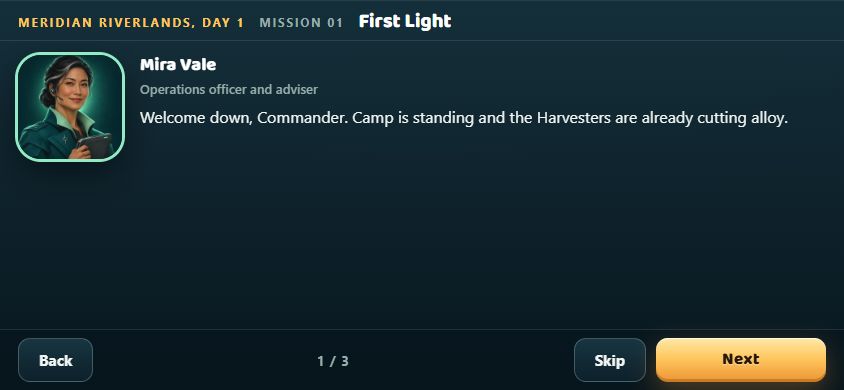 MERIDIAN RIVERLANDS, DAY 1 MISSION 01 First Light
Mira Vale
Operations officer and adviser
Welcome down, Commander. Camp is standing and the Harvesters are already cutting alloy.
Back 1 / 3 Skip Next